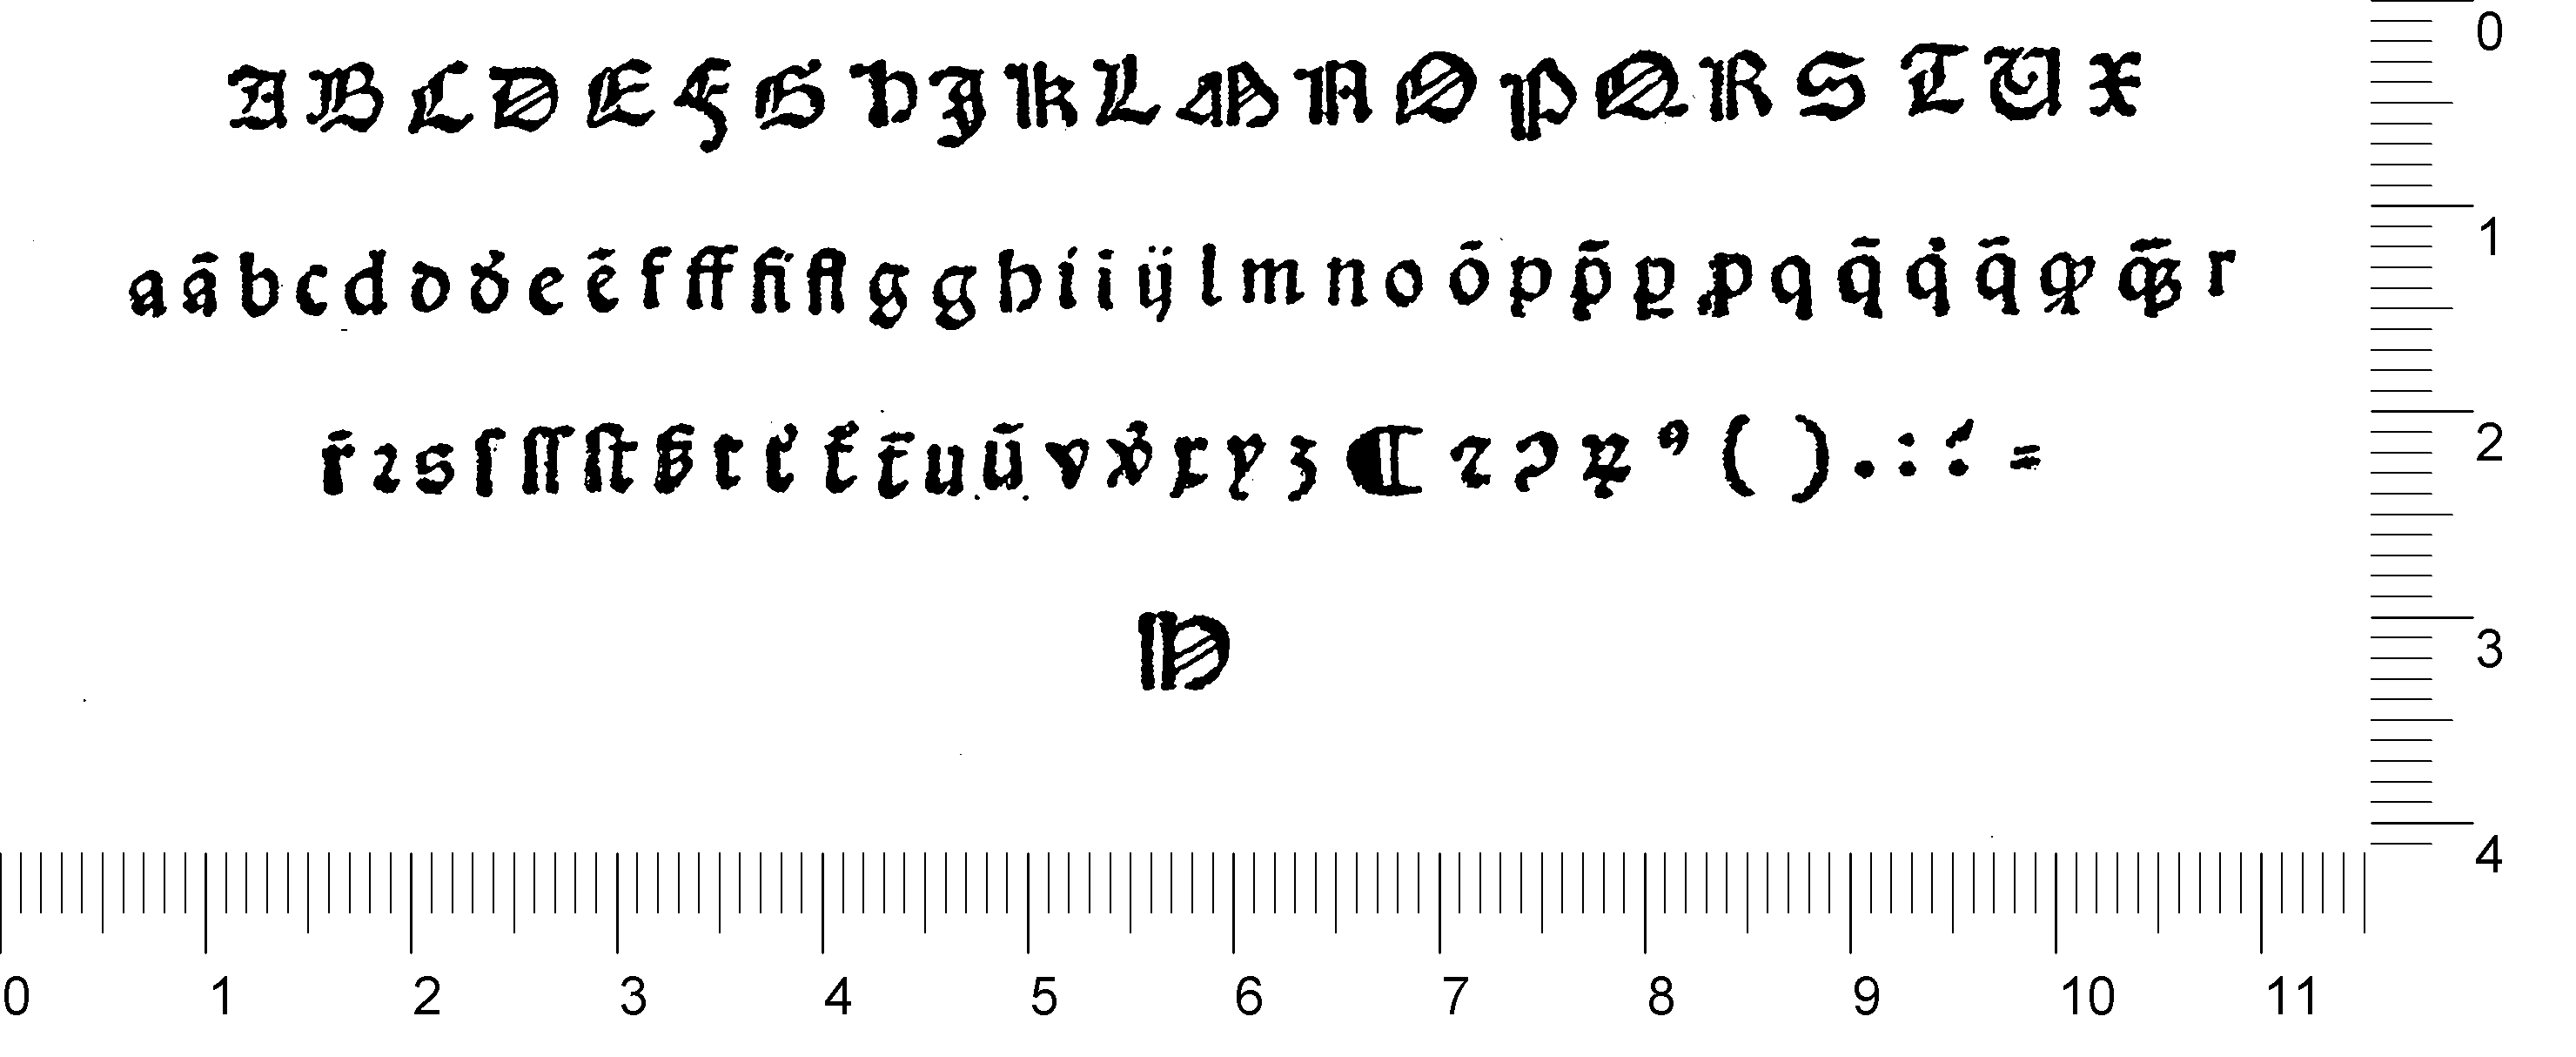 A B C D E F G H I K L M N O P Q R S T U X
a ā b c d ꝺ ꝺ᷒ e ē f ff fi fl g g h í i ij l m n o ō p p̄ ꝑ ꝓ q q̄ q̇ q̄ ꝙ q̄ꝫ r
r̄ ꝛ s ſ ſſ ſt ß t t̛ t̄ t̄ u ū v v̇ x y z ¶ ⁊ ꝯ ꝝ ꝰ ( ) . : ؛ =
M
0
1
2
3
4
0 1 2 3 4 5 6 7 8 9 10 11